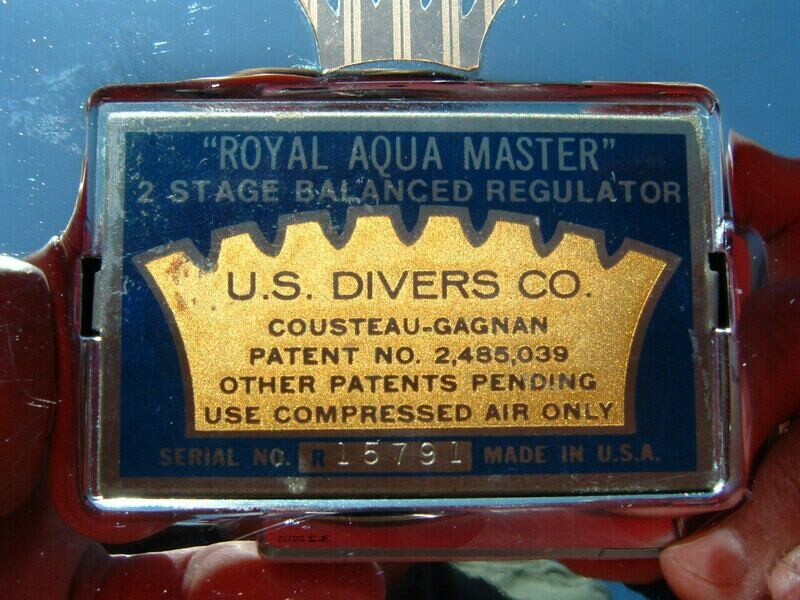 "ROYAL AQUA MASTER"
2 STAGE BALANCED REGULATOR
U.S. DIVERS CO.
COUSTEAU-GAGNAN
PATENT NO. 2,485,039
OTHER PATENTS PENDING
USE COMPRESSED AIR ONLY
SERIAL NO. R 15791 MADE IN U.S.A.